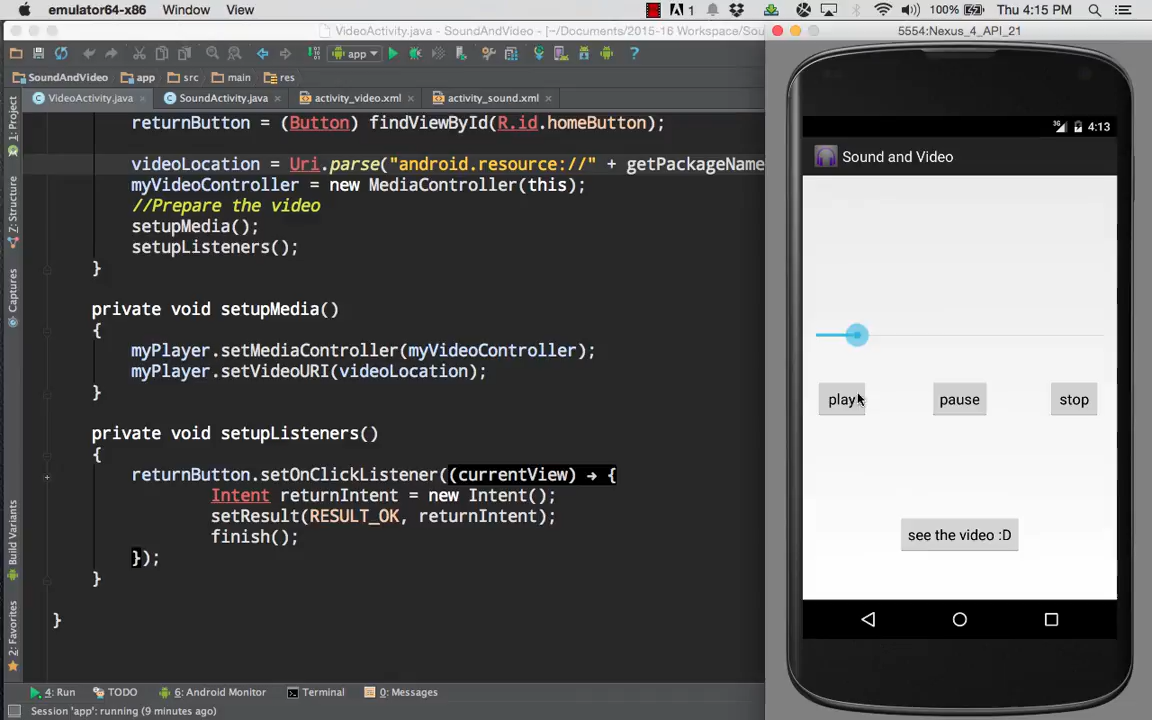 emulator64-x86 Window View 1 100% Thu 4:15 PM
VideoActivity.java - SoundAndVideo - [~/Documents/2015-16 Workspace/Sou
5554:Nexus_4_API_21
app
SoundAndVideo app src main res
VideoActivity.java SoundActivity.java activity_video.xml activity_sound.xml
1: Project
7: Structure
Captures
Build Variants
2: Favorites
returnButton = (Button) findViewById(R.id.homeButton);
videoLocation = Uri.parse("android.resource://" + getPackageName
myVideoController = new MediaController(this);
//Prepare the video
setupMedia();
setupListeners();
}
private void setupMedia()
{
myPlayer.setMediaController(myVideoController);
myPlayer.setVideoURI(videoLocation);
}
private void setupListeners()
{
returnButton.setOnClickListener((currentView) → {
Intent returnIntent = new Intent();
setResult(RESULT_OK, returnIntent);
finish();
});
}
}
3G 4:13
Sound and Video
play pause stop
see the video :D
4: Run TODO 6: Android Monitor Terminal 0: Messages
Session 'app': running (9 minutes ago)